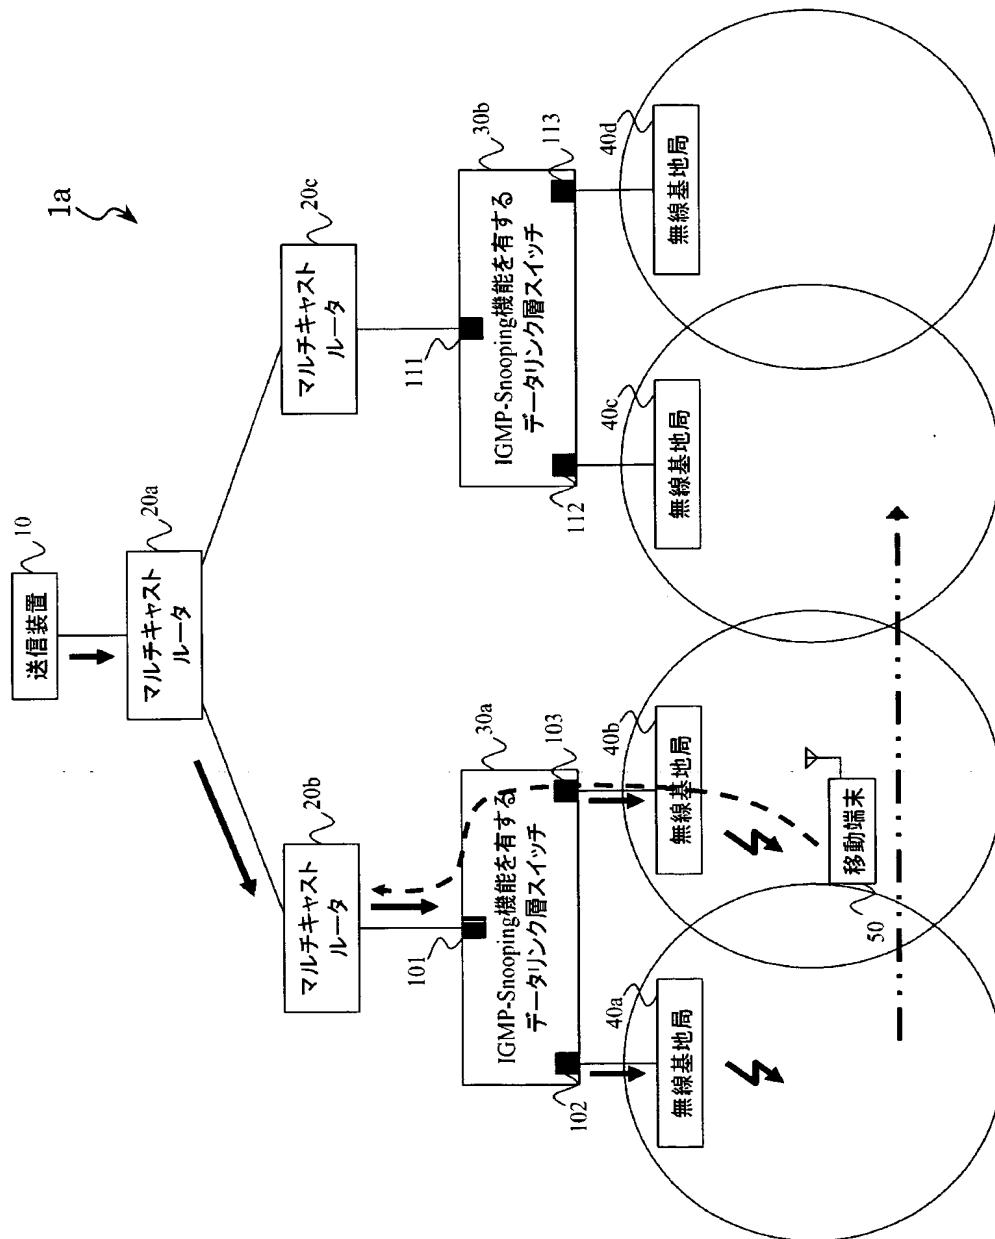 1a
10
送信装置
20a
マルチキャスト
ルータ
20b
マルチキャスト
ルータ
20c
マルチキャスト
ルータ
101
30a
IGMP-Snooping機能を有する
データリンク層スイッチ
102
103
111
30b
IGMP-Snooping機能を有する
データリンク層スイッチ
112
113
40a
無線基地局
40b
無線基地局
40c
無線基地局
40d
無線基地局
50
移動端末